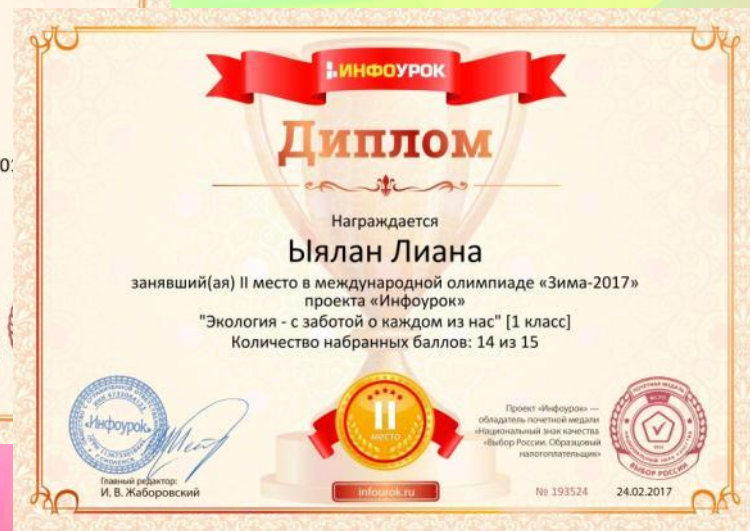 ИНФОУРОК
Диплом
Награждается
Ыялан Лиана
занявший(ая) II место в международной олимпиаде «Зима-2017»
проекта «Инфоурок»
"Экология - с заботой о каждом из нас" [1 класс]
Количество набранных баллов: 14 из 15
«Инфоурок»
II
МЕСТО
Проект «Инфоурок» —
обладатель почетной медали
«Национальный знак качества
«Выбор России. Образцовый
налогоплательщик»
ВЫБОР РОССИИ
Главный редактор:
И. В. Жаборовский
infourok.ru
№ 193524
24.02.2017